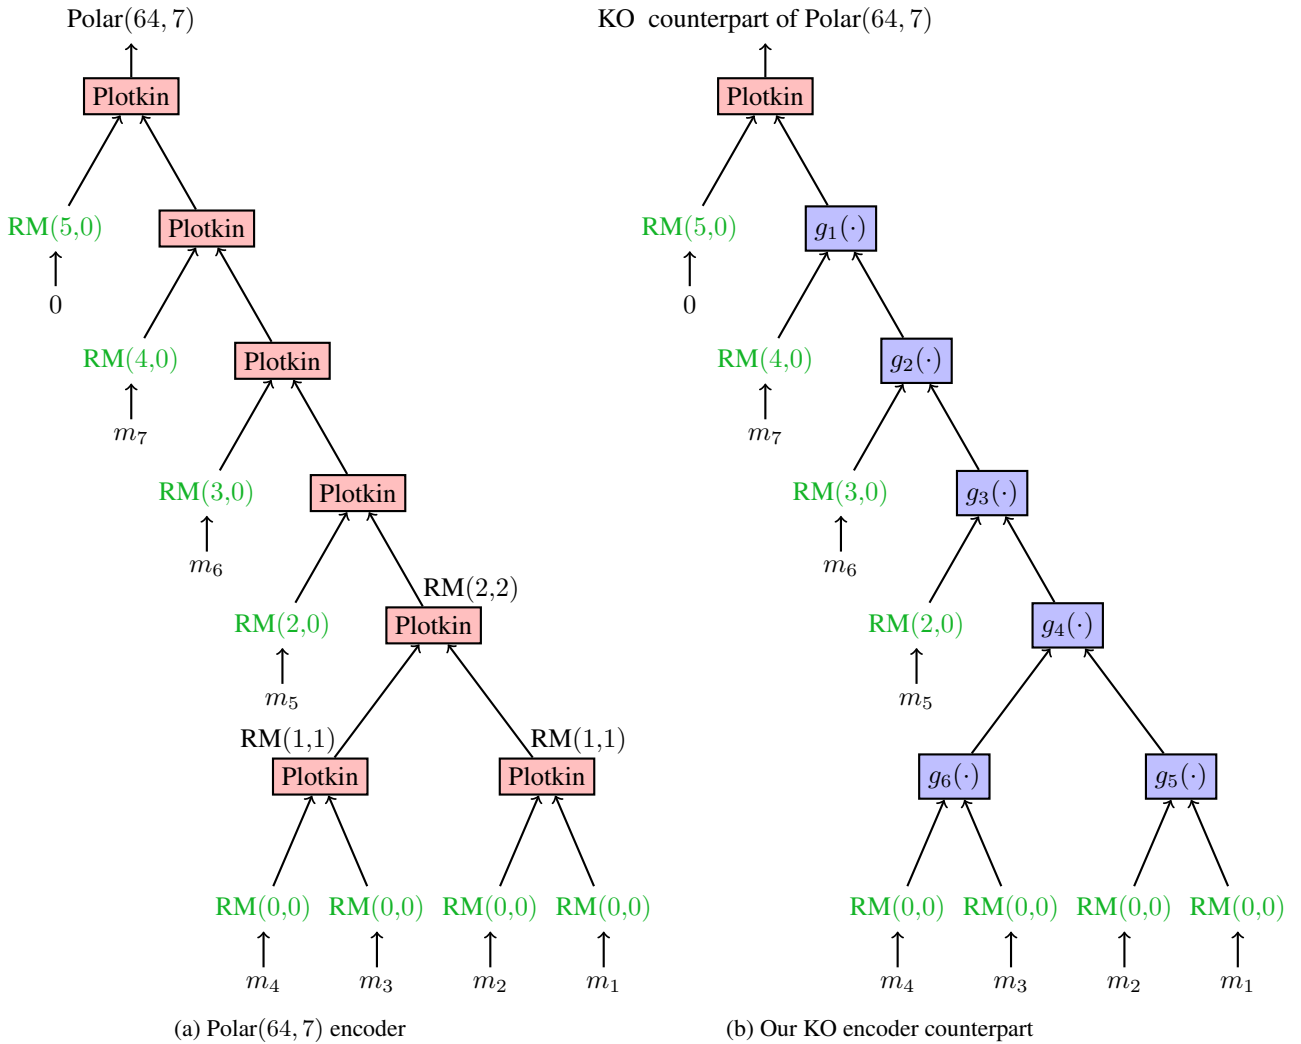 Polar(64, 7)
Plotkin
RM(5,0)
Plotkin
0
RM(4,0)
Plotkin
m₇
RM(3,0)
Plotkin
m₆
RM(2,2)
RM(2,0)
Plotkin
m₅
RM(1,1)
RM(1,1)
Plotkin
Plotkin
RM(0,0) RM(0,0) RM(0,0) RM(0,0)
m₄ m₃ m₂ m₁
(a) Polar(64, 7) encoder
KO counterpart of Polar(64, 7)
Plotkin
RM(5,0)
g₁(·)
0
RM(4,0)
g₂(·)
m₇
RM(3,0)
g₃(·)
m₆
RM(2,0)
g₄(·)
m₅
g₆(·)
g₅(·)
RM(0,0) RM(0,0) RM(0,0) RM(0,0)
m₄ m₃ m₂ m₁
(b) Our KO encoder counterpart